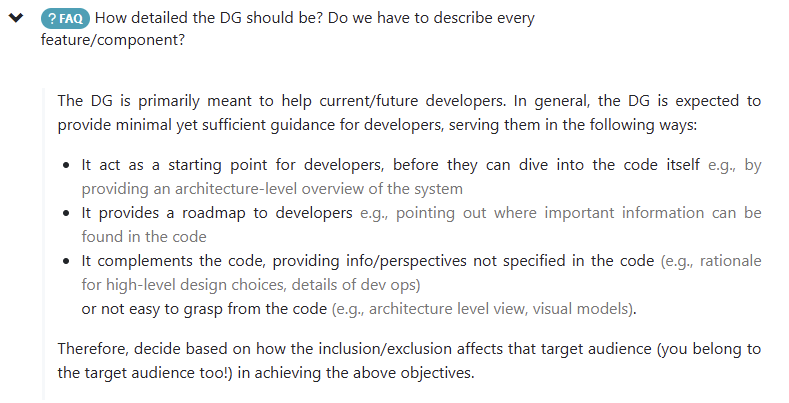 ? FAQ How detailed the DG should be? Do we have to describe every
feature/component?
The DG is primarily meant to help current/future developers. In general, the DG is expected to
provide minimal yet sufficient guidance for developers, serving them in the following ways:
• It act as a starting point for developers, before they can dive into the code itself e.g., by
providing an architecture-level overview of the system
• It provides a roadmap to developers e.g., pointing out where important information can be
found in the code
• It complements the code, providing info/perspectives not specified in the code (e.g., rationale
for high-level design choices, details of dev ops)
or not easy to grasp from the code (e.g., architecture level view, visual models).
Therefore, decide based on how the inclusion/exclusion affects that target audience (you belong to
the target audience too!) in achieving the above objectives.